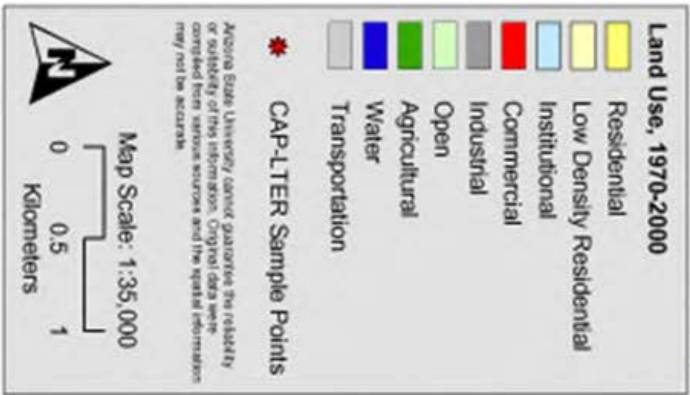 Land Use, 1970-2000
Residential
Low Density Residential
Institutional
Commercial
Industrial
Open
Agricultural
Water
Transportation
CAP-LTER Sample Points
Arizona State University cannot guarantee the reliability
or suitability of this information. Original data were
compiled from various sources and the spatial information
may not be accurate.
Map Scale: 1:35,000
0 0.5 1
Kilometers
N